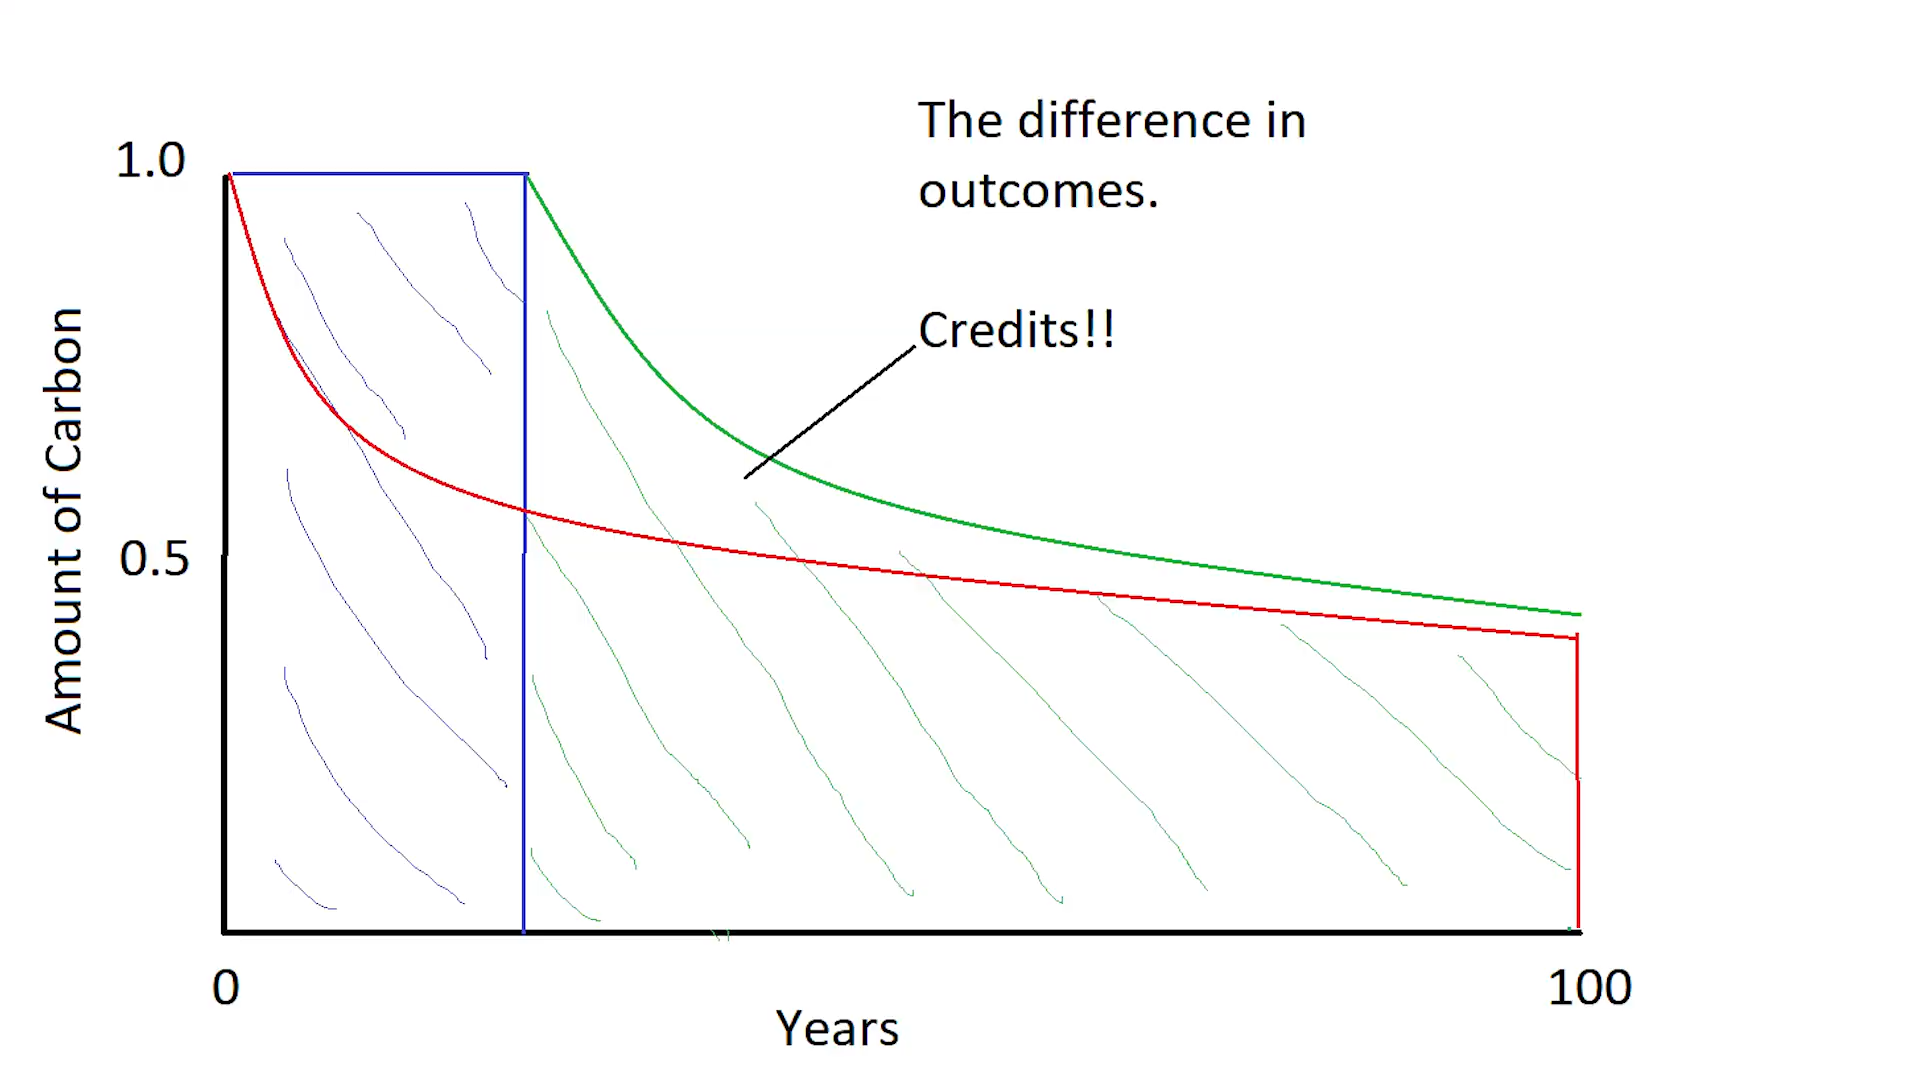 The difference in
outcomes.
1.0
Credits!!
Amount of Carbon
0.5
0
100
Years